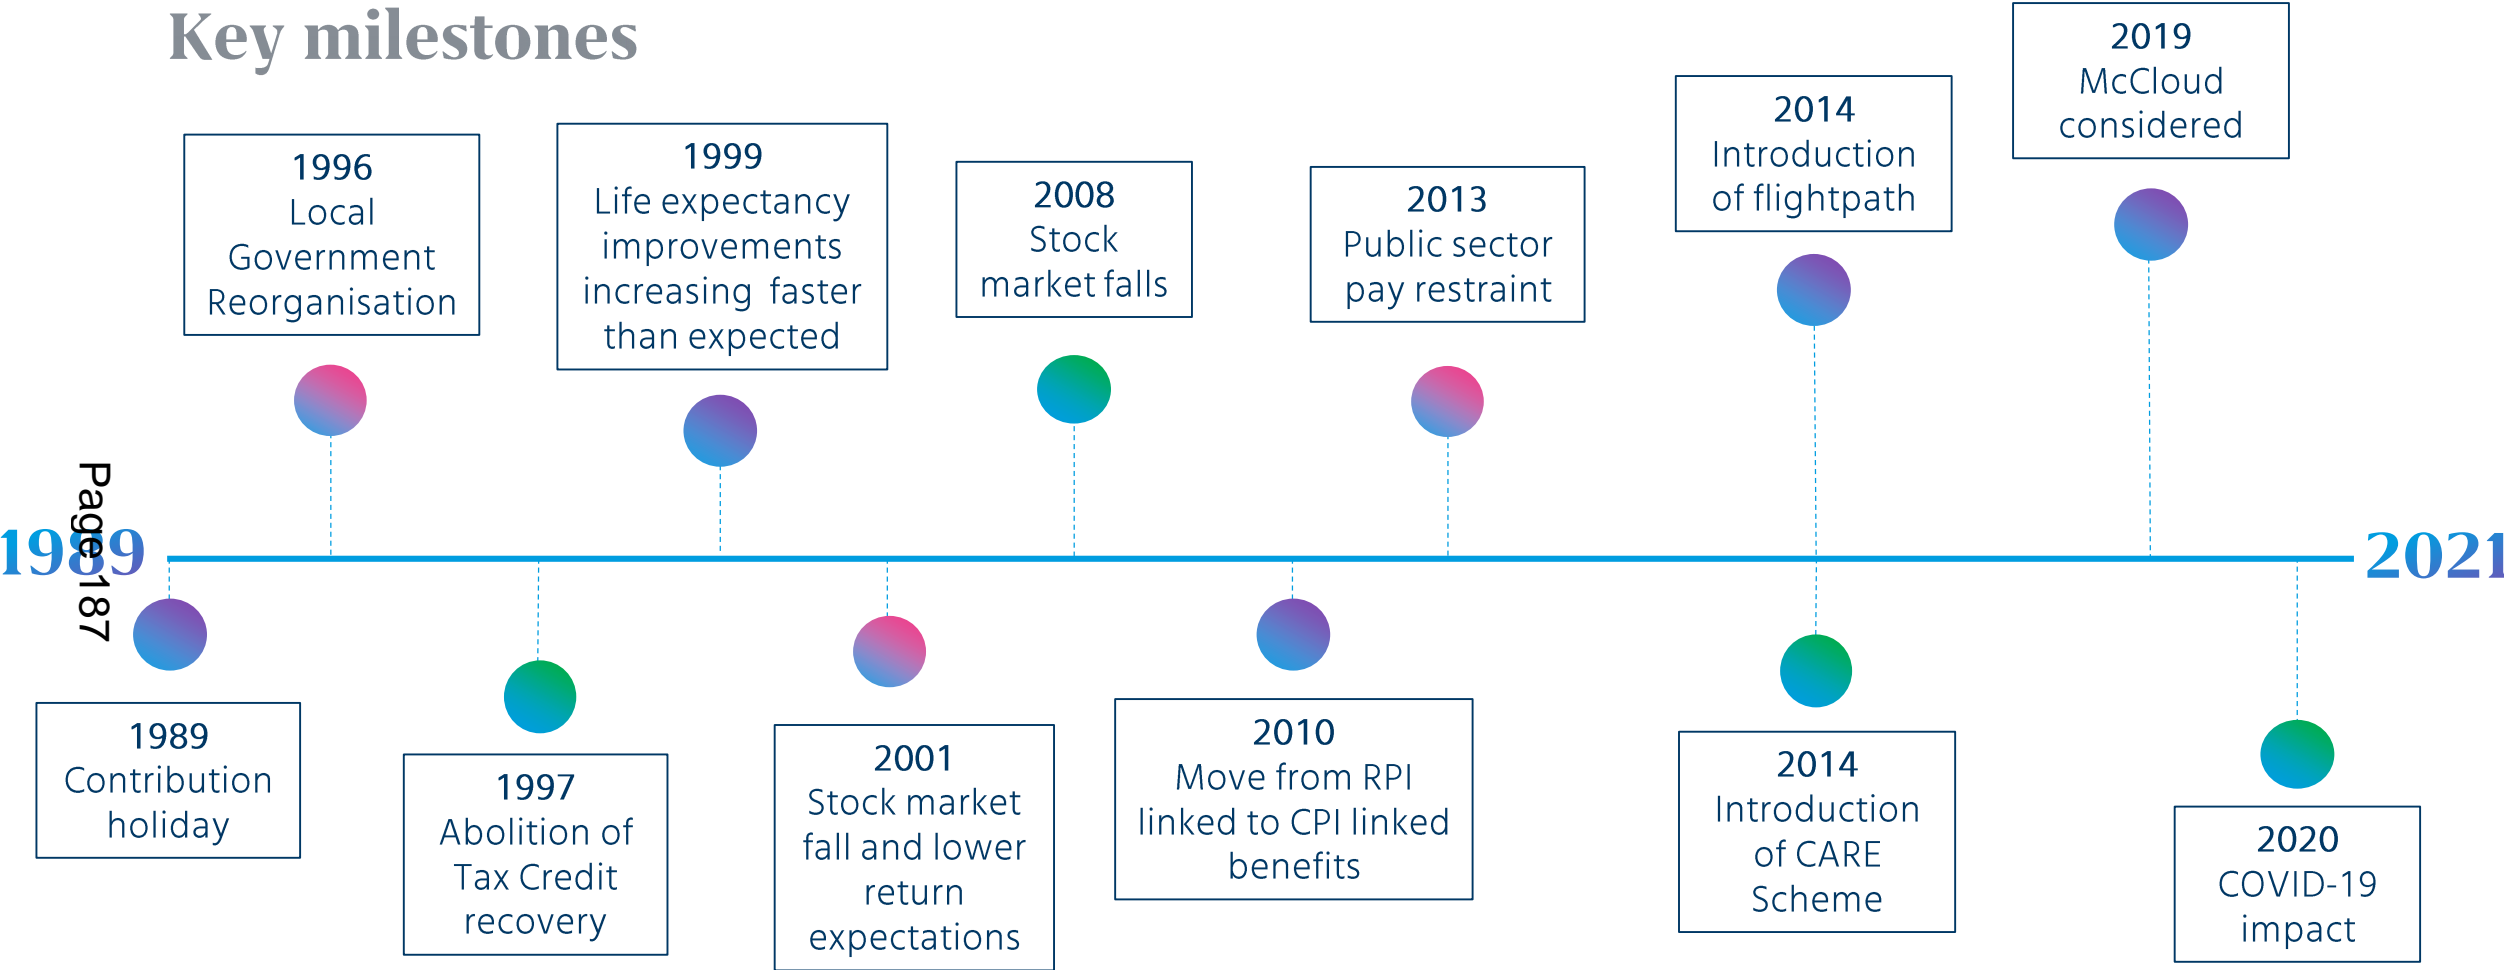 Key milestones
1996
Local
Government
Reorganisation
1999
Life expectancy
improvements
increasing faster
than expected
2008
Stock
market falls
2013
Public sector
pay restraint
2014
Introduction
of flightpath
2019
McCloud
considered
1989
Page 187
2021
1989
Contribution
holiday
1997
Abolition of
Tax Credit
recovery
2001
Stock market
fall and lower
return
expectations
2010
Move from RPI
linked to CPI linked
benefits
2014
Introduction
of CARE
Scheme
2020
COVID-19
impact